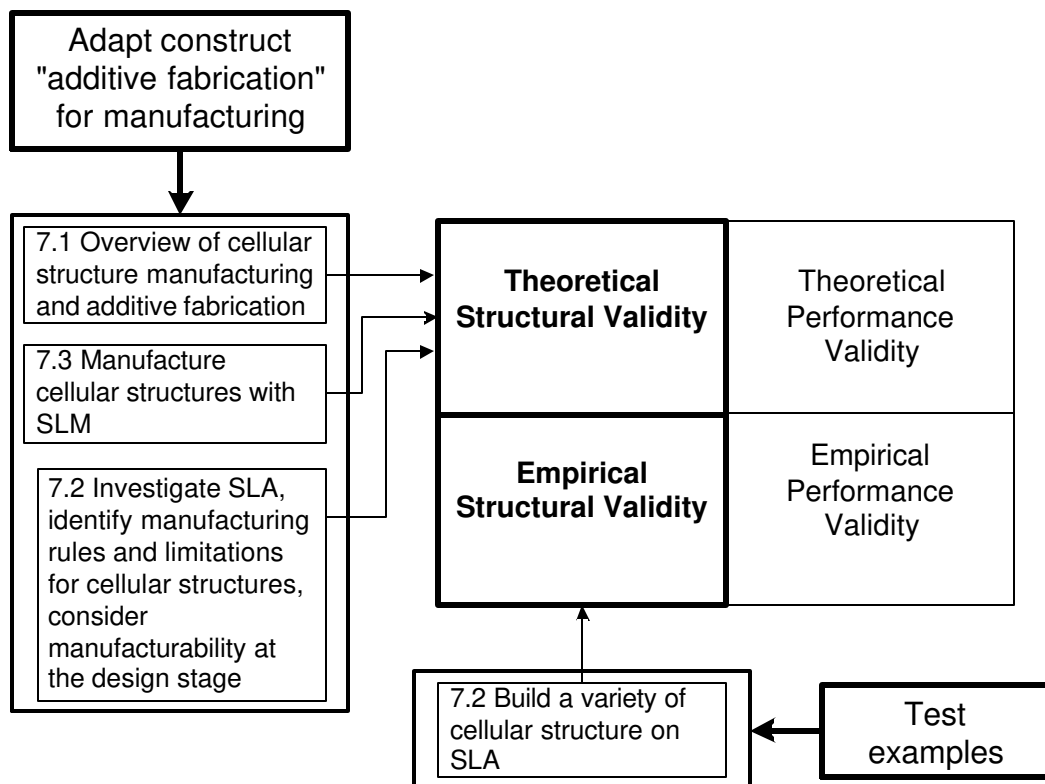 Adapt construct
"additive fabrication"
for manufacturing
7.1 Overview of cellular
structure manufacturing
and additive fabrication
7.3 Manufacture
cellular structures with
SLM
7.2 Investigate SLA,
identify manufacturing
rules and limitations
for cellular structures,
consider
manufacturability at
the design stage
Theoretical
Structural Validity
Theoretical
Performance
Validity
Empirical
Structural Validity
Empirical
Performance
Validity
7.2 Build a variety of
cellular structure on
SLA
Test
examples